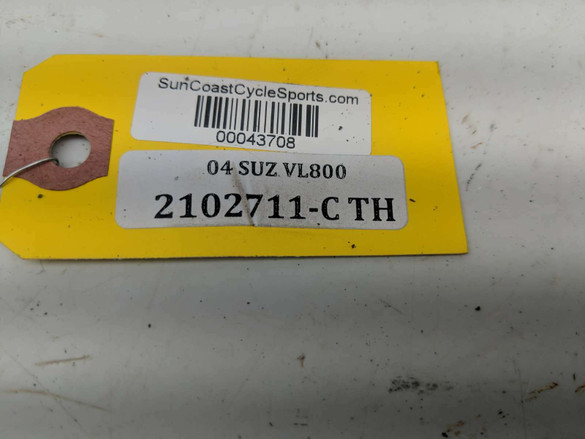 SunCoastCycleSports.com
00043708
04 SUZ VL800
2102711-C TH